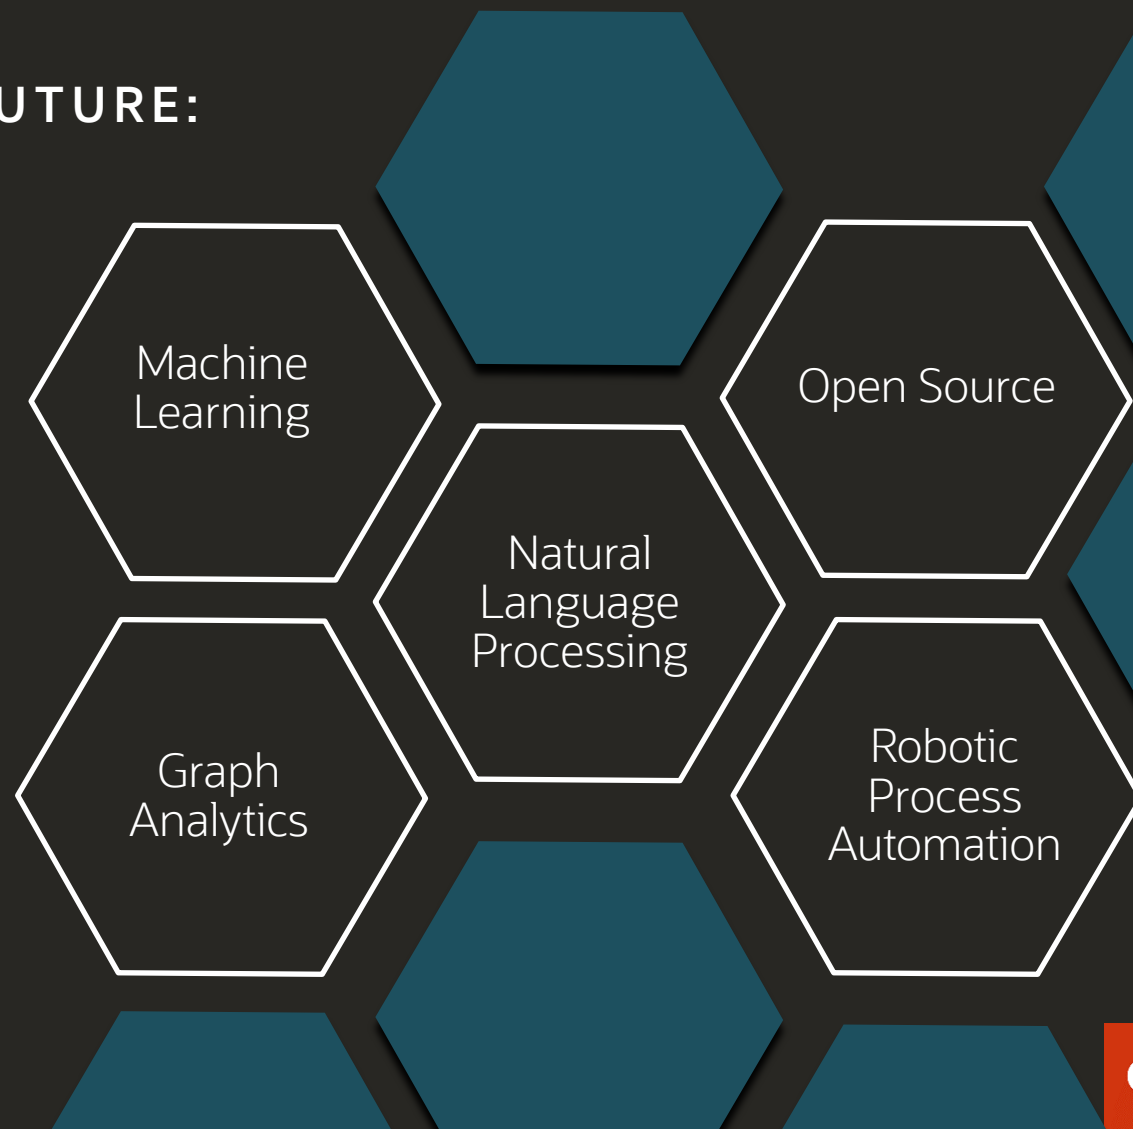 UTURE:
Machine
Learning
Open Source
Natural
Language
Processing
Graph
Analytics
Robotic
Process
Automation